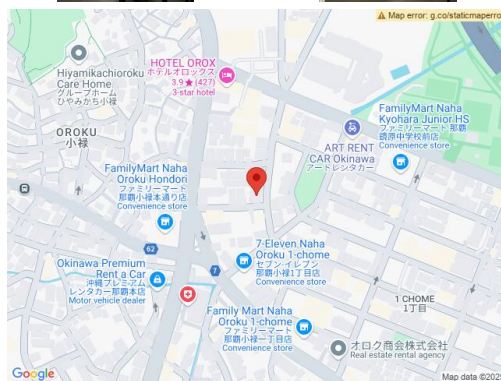 Map error: g.co/staticmaperro
HOTEL OROX
ホテルオロックス
3.9★(427)
3-star hotel
Hiyamikachioroku
Care Home
グループホーム
ひやみかち小禄
FamilyMart Naha
Kyohara Junior HS
ファミリーマート 那覇
鏡原中学校前店
Convenience store
OROKU
小禄
ART RENT
CAR Okinawa
アートレンタカー
FamilyMart Naha
Oroku Hondori
ファミリーマート
那覇小禄本通り店
Convenience store
62
7
7-Eleven Naha
Oroku 1-chome
セブン-イレブン
那覇小禄1丁目店
Convenience store
Okinawa Premium
Rent a Car
沖縄プレミアム
レンタカー那覇本店
Motor vehicle dealer
1 CHOME
1丁目
Family Mart Naha
Oroku 1-chome
ファミリーマート
那覇小禄一丁目店
Convenience store
オロク商会株式会社
Real estate rental agency
Google
Map data ©202